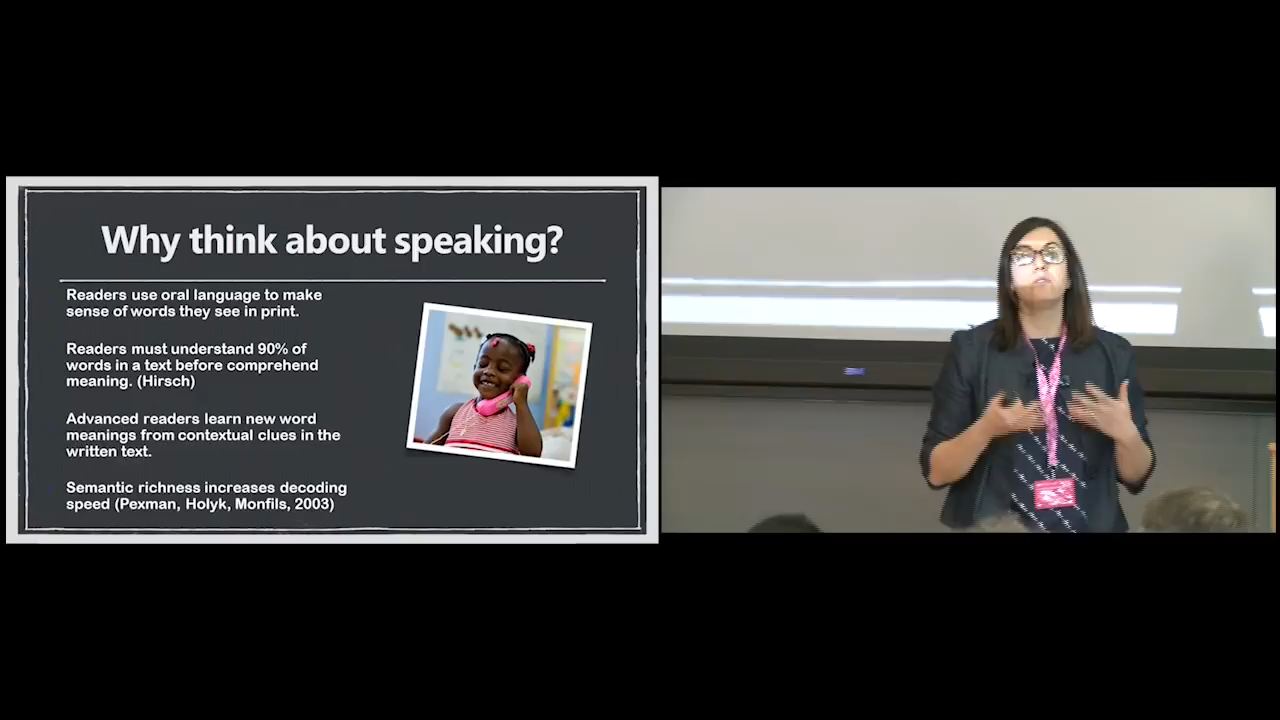 Why think about speaking?
Readers use oral language to make
sense of words they see in print.
Readers must understand 90% of
words in a text before comprehend
meaning. (Hirsch)
Advanced readers learn new word
meanings from contextual clues in the
written text.
Semantic richness increases decoding
speed (Pexman, Holyk, Monfils, 2003)